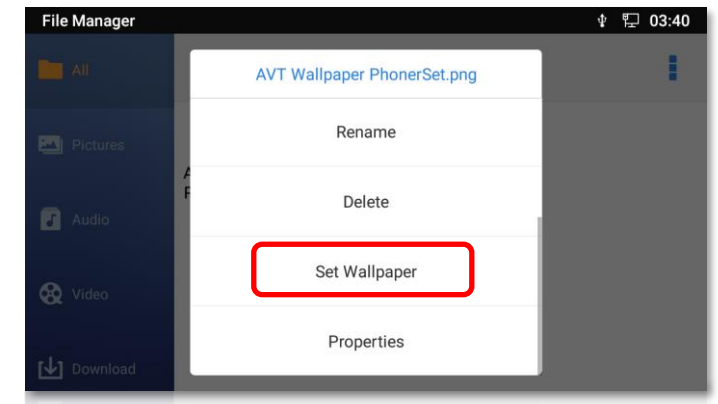 File Manager
03:40
All
AVT Wallpaper PhonerSet.png
Rename
Pictures
Delete
Audio
Set Wallpaper
Video
Properties
Download